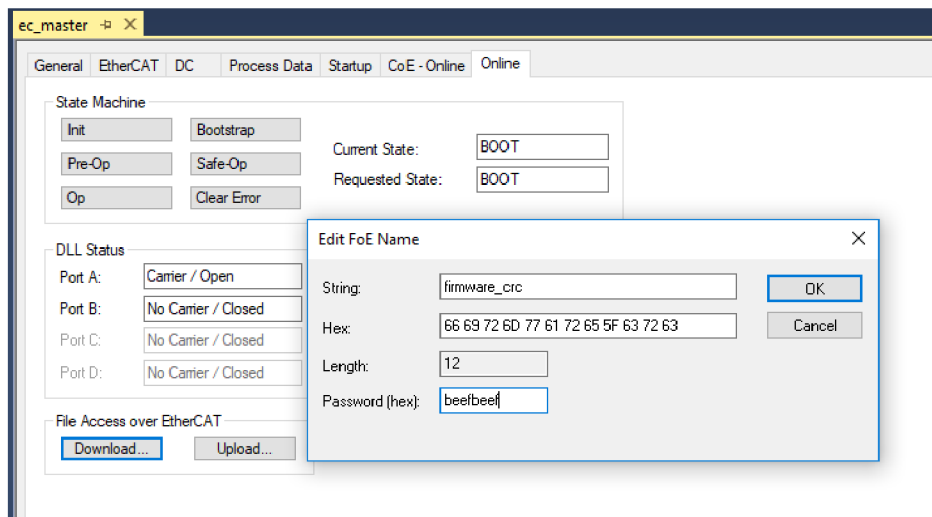 ec_master
General EtherCAT DC Process Data Startup CoE - Online Online
State Machine
Init Bootstrap
Pre-Op Safe-Op
Op Clear Error
Current State: BOOT
Requested State: BOOT
DLL Status
Port A: Carrier / Open
Port B: No Carrier / Closed
Port C: No Carrier / Closed
Port D: No Carrier / Closed
File Access over EtherCAT
Download... Upload...
Edit FoE Name
String: firmware_crc
OK
Hex: 66 69 72 6D 77 61 72 65 5F 63 72 63
Cancel
Length: 12
Password (hex): beefbeef